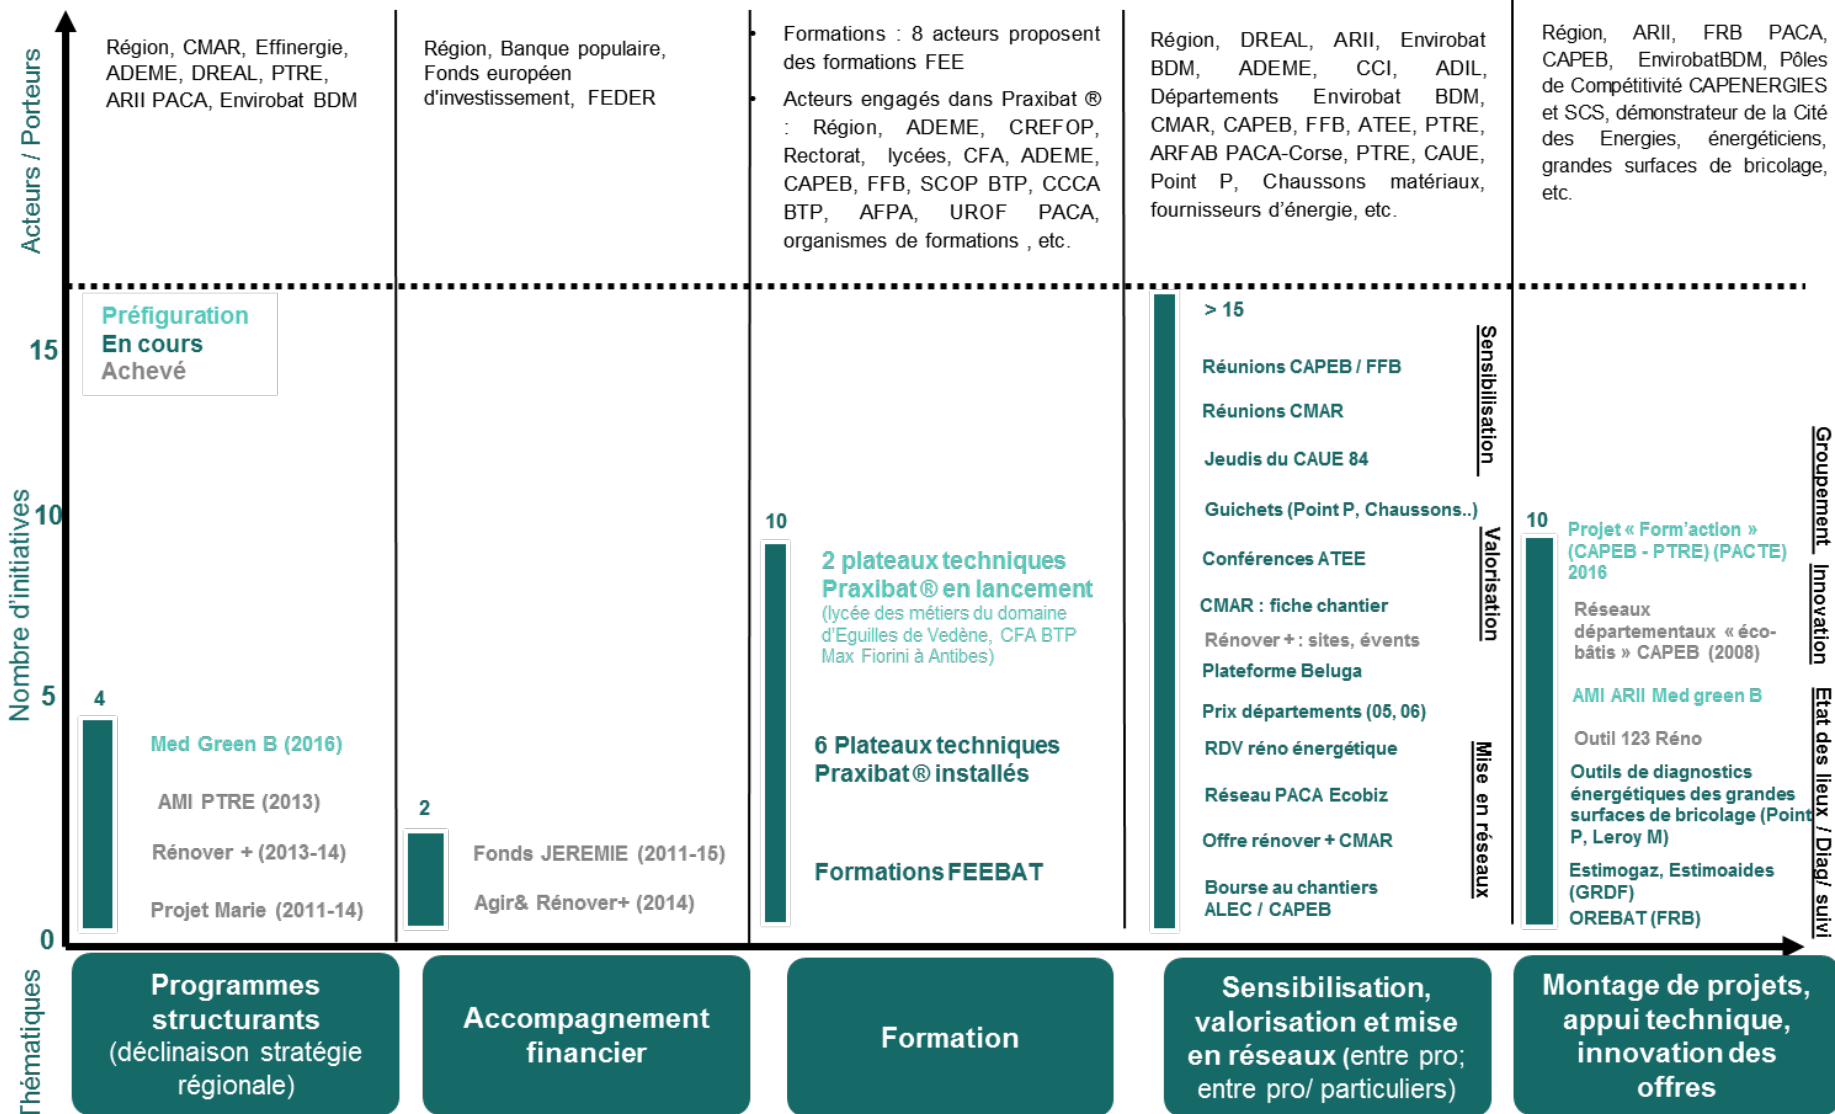 Acteurs / Porteurs
Région, CMAR, Effinergie,
ADEME, DREAL, PTRE,
ARII PACA, Envirobat BDM
Région, Banque populaire,
Fonds européen
d'investissement, FEDER
• Formations : 8 acteurs proposent
des formations FEE
• Acteurs engagés dans Praxibat ®
: Région, ADEME, CREFOP,
Rectorat, lycées, CFA, ADEME,
CAPEB, FFB, SCOP BTP, CCCA
BTP, AFPA, UROF PACA,
organismes de formations , etc.
Région, DREAL, ARII, Envirobat
BDM, ADEME, CCI, ADIL,
Départements Envirobat BDM,
CMAR, CAPEB, FFB, ATEE, PTRE,
ARFAB PACA-Corse, PTRE, CAUE,
Point P, Chaussons matériaux,
fournisseurs d'énergie, etc.
Région, ARII, FRB PACA,
CAPEB, EnvirobatBDM, Pôles
de Compétitivité CAPENERGIES
et SCS, démonstrateur de la Cité
des Energies, énergéticiens,
grandes surfaces de bricolage,
etc.
Nombre d'initiatives
15
10
5
0
Préfiguration
En cours
Achevé
4
Med Green B (2016)
AMI PTRE (2013)
Rénover + (2013-14)
Projet Marie (2011-14)
2
Fonds JEREMIE (2011-15)
Agir& Rénover+ (2014)
10
2 plateaux techniques
Praxibat ® en lancement
(lycée des métiers du domaine
d'Eguilles de Vedène, CFA BTP
Max Fiorini à Antibes)
6 Plateaux techniques
Praxibat ® installés
Formations FEEBAT
> 15
Réunions CAPEB / FFB
Réunions CMAR
Jeudis du CAUE 84
Guichets (Point P, Chaussons..)
Conférences ATEE
CMAR : fiche chantier
Rénover + : sites, évents
Plateforme Beluga
Prix départements (05, 06)
RDV réno énergétique
Réseau PACA Ecobiz
Offre rénover + CMAR
Bourse au chantiers
ALEC / CAPEB
Sensibilisation
Valorisation
Mise en réseaux
10
Projet « Form'action »
(CAPEB - PTRE) (PACTE)
2016
Réseaux
départementaux « éco-
bâtis » CAPEB (2008)
AMI ARII Med green B
Outil 123 Réno
Outils de diagnostics
énergétiques des grandes
surfaces de bricolage (Point
P, Leroy M)
Estimogaz, Estimoaides
(GRDF)
OREBAT (FRB)
Groupement
Innovation
Etat des lieux / Diag/ suivi
Thématiques
Programmes
structurants
(déclinaison stratégie
régionale)
Accompagnement
financier
Formation
Sensibilisation,
valorisation et mise
en réseaux (entre pro;
entre pro/ particuliers)
Montage de projets,
appui technique,
innovation des
offres